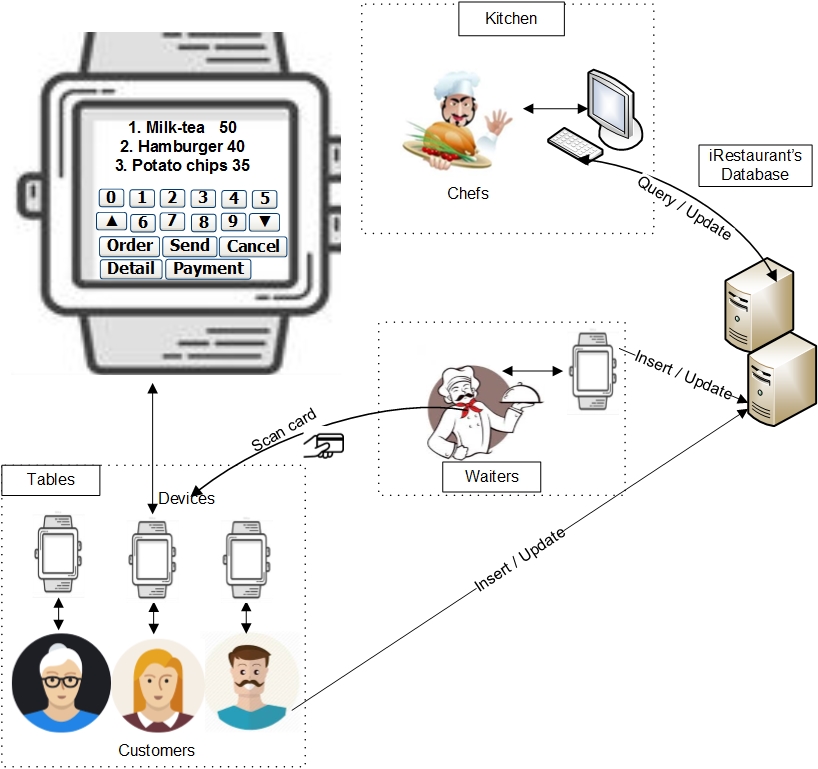 Kitchen
1. Milk-tea 50
2. Hamburger 40
3. Potato chips 35
0 1 2 3 4 5
▲ 6 7 8 9 ▼
Order Send Cancel
Detail Payment
Chefs
iRestaurant's
Database
Query / Update
Insert / Update
Scan card
Waiters
Tables
Devices
Insert / Update
Customers